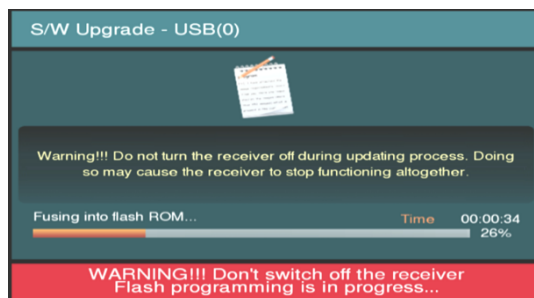 S/W Upgrade - USB(0)
Warning!!! Do not turn the receiver off during updating process. Doing
so may cause the receiver to stop functioning altogether.
Fusing into flash ROM...
Time 00:00:34
26%
WARNING!!! Don't switch off the receiver
Flash programming is in progress...